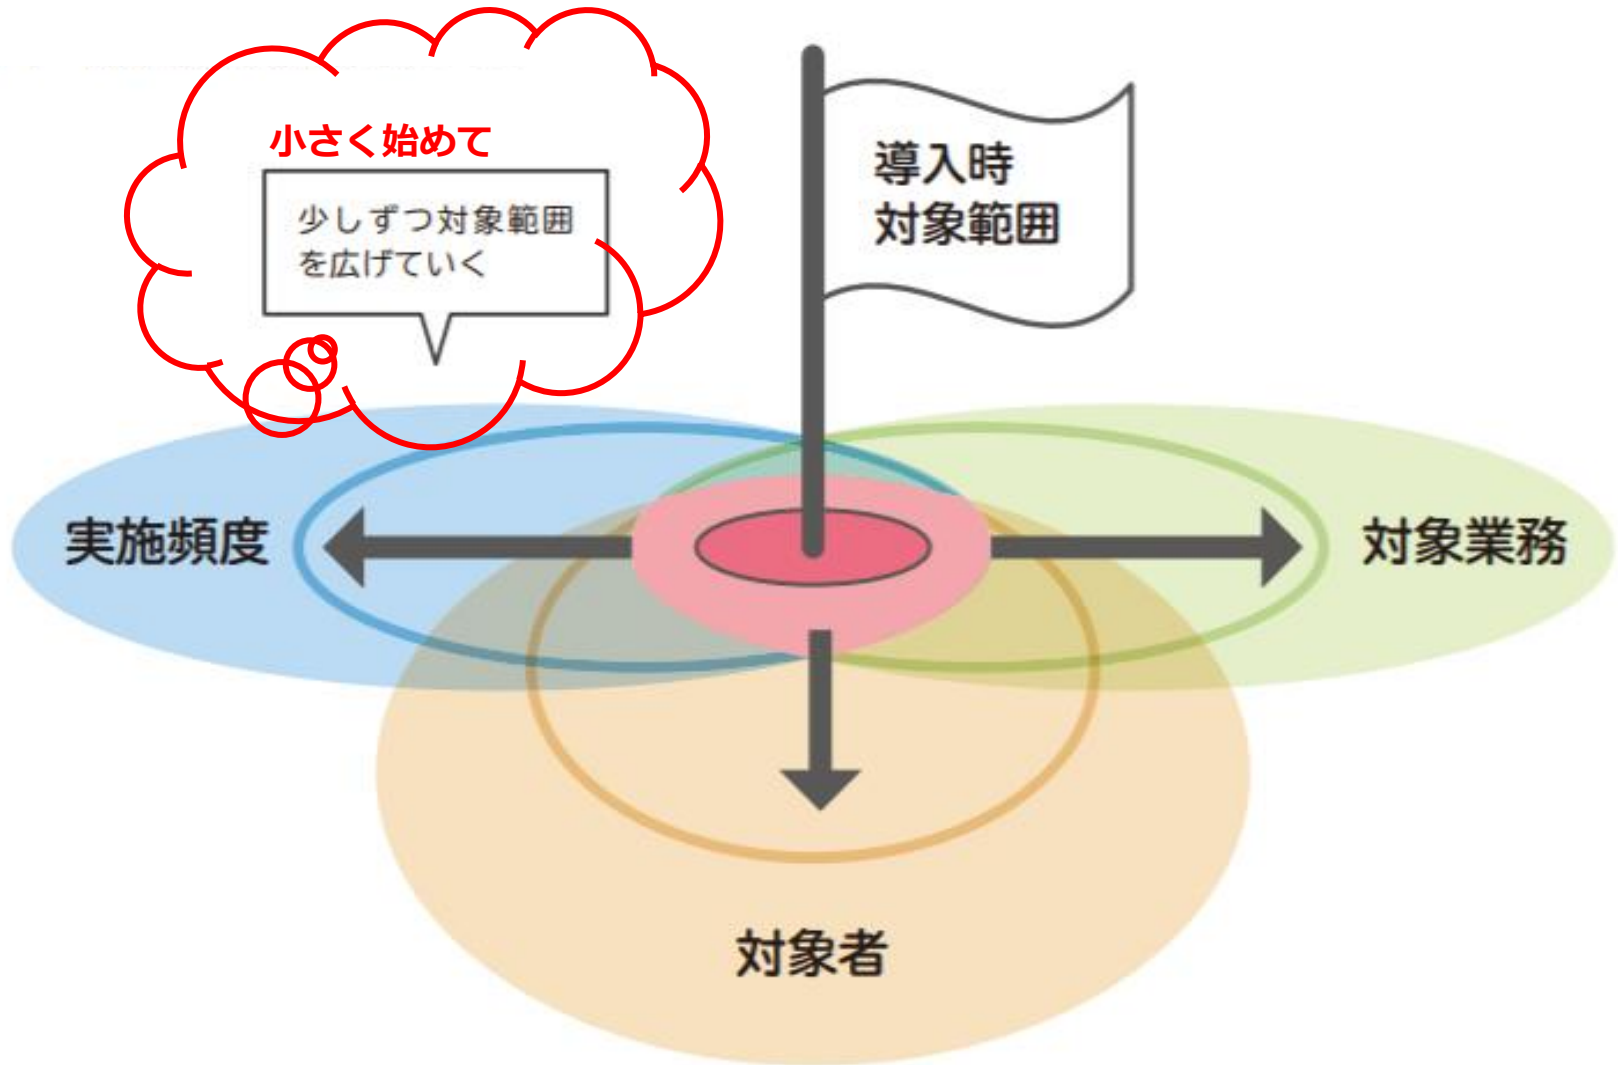 小さく始めて
少しずつ対象範囲
を広げていく
導入時
対象範囲
実施頻度
対象業務
対象者